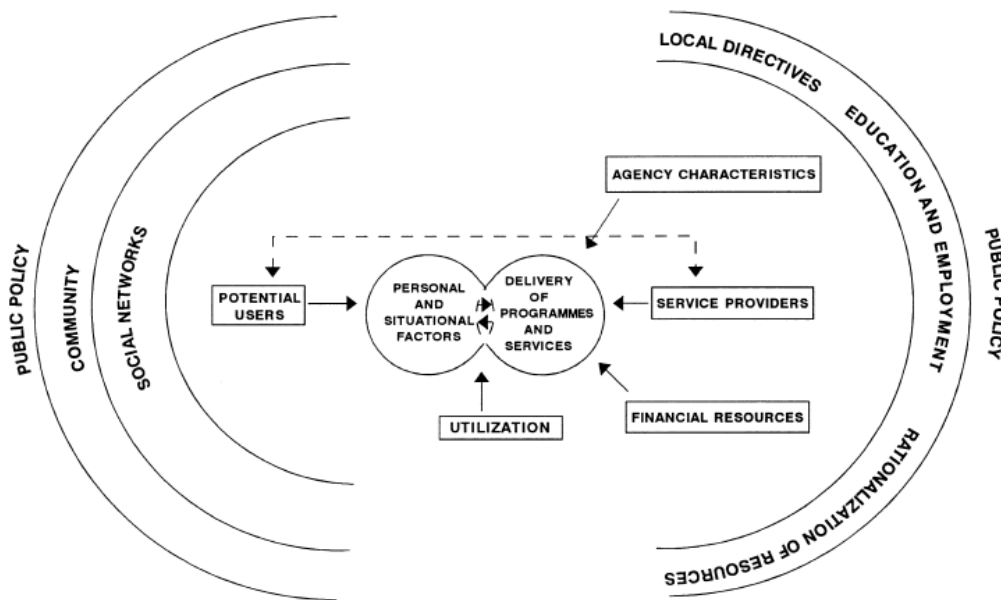 LOCAL DIRECTIVES
EDUCATION AND EMPLOYMENT
RATIONALIZATION OF RESOURCES
PUBLIC POLICY
PUBLIC POLICY
COMMUNITY
SOCIAL NETWORKS
AGENCY CHARACTERISTICS
POTENTIAL
USERS
PERSONAL
AND
SITUATIONAL
FACTORS
DELIVERY
OF
PROGRAMMES
AND
SERVICES
SERVICE PROVIDERS
UTILIZATION
FINANCIAL RESOURCES